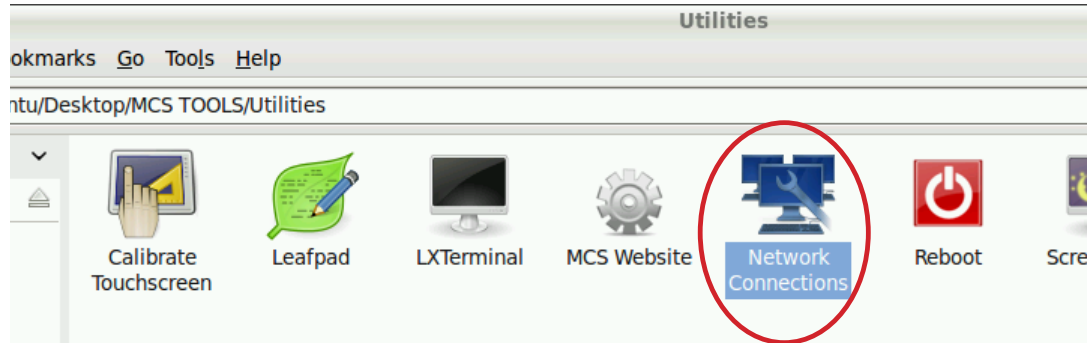 Utilities
okmarks Go Tools Help
ntu/Desktop/MCS TOOLS/Utilities
Calibrate Touchscreen
Leafpad
LXTerminal
MCS Website
Network Connections
Reboot
Scre